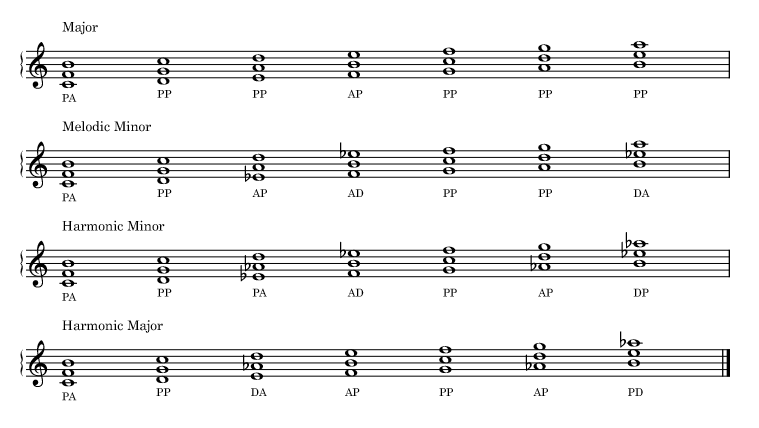 Major
PA PP PP AP PP PP PP
Melodic Minor
PA PP AP AD PP PP DA
Harmonic Minor
PA PP PA AD PP AP DP
Harmonic Major
PA PP DA AP PP AP PD